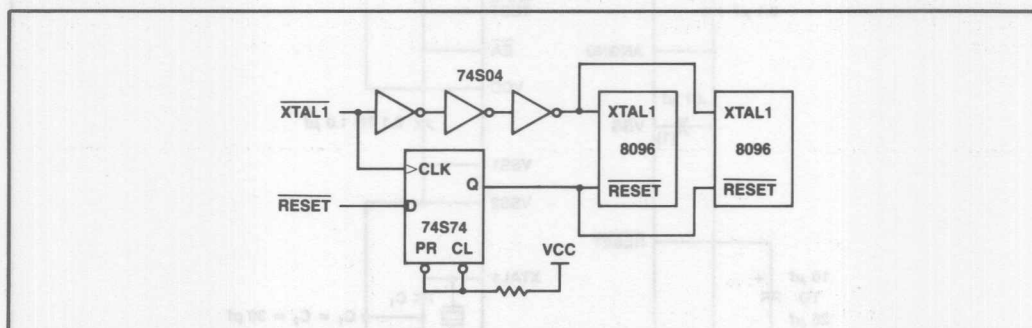 74S04
XTAL1
XTAL1
XTAL1
8096
8096
CLK
Q
RESET
RESET
RESET
D
74S74
PR CL
VCC